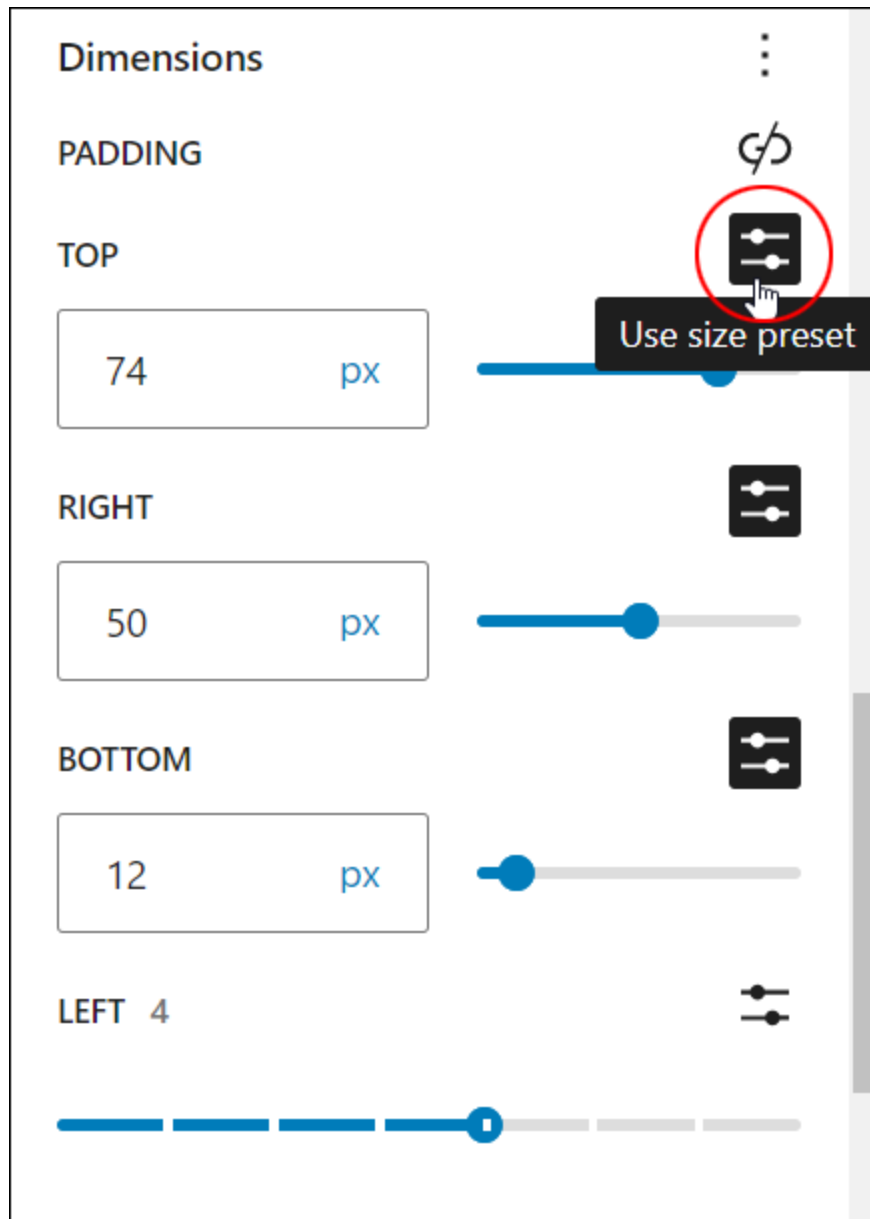 Dimensions
PADDING
TOP
Use size preset
74 px
RIGHT
50 px
BOTTOM
12 px
LEFT 4